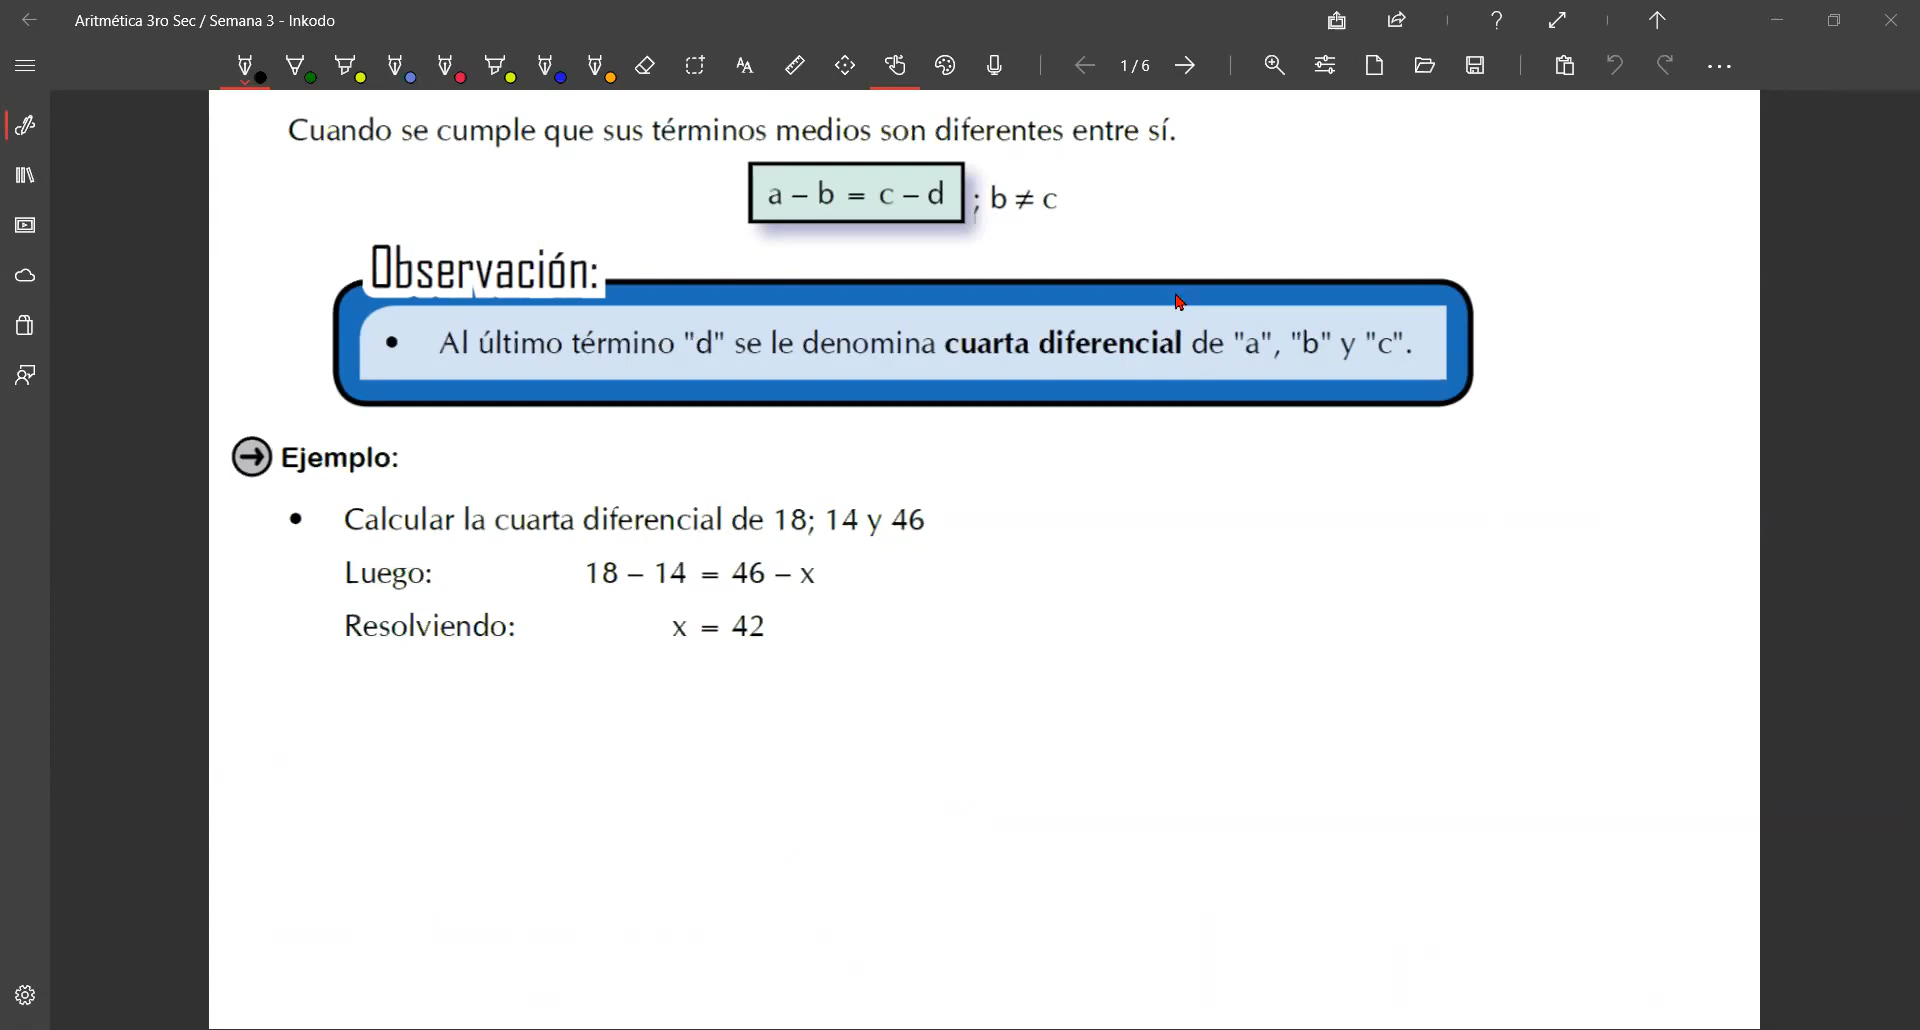 Aritmética 3ro Sec / Semana 3 - Inkodo
1 / 6
Cuando se cumple que sus términos medios son diferentes entre sí.
a – b = c – d ; b ≠ c
Observación:
• Al último término "d" se le denomina cuarta diferencial de "a", "b" y "c".
Ejemplo:
• Calcular la cuarta diferencial de 18; 14 y 46
Luego: 18 – 14 = 46 – x
Resolviendo: x = 42